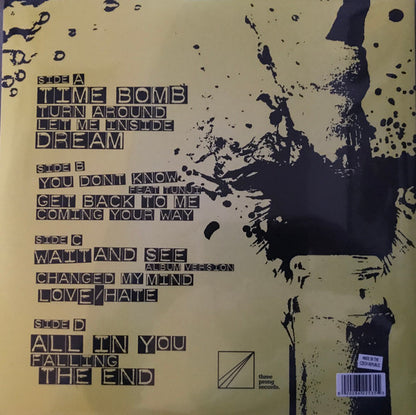 SIDE A
TIME BOMB
TURN AROUND
LET ME INSIDE
DREAM
SIDE B
YOU DONT KNOW
FEAT TUNJI
GET BACK TO ME
COMING YOUR WAY
SIDE C
WAIT AND SEE
ALBUM VERSION
CHANGED MY MIND
LOVE/HATE
SIDE D
ALL IN YOU
FALLING
THE END
three
prong
records.
MADE IN THE
CZECH REPUBLIC